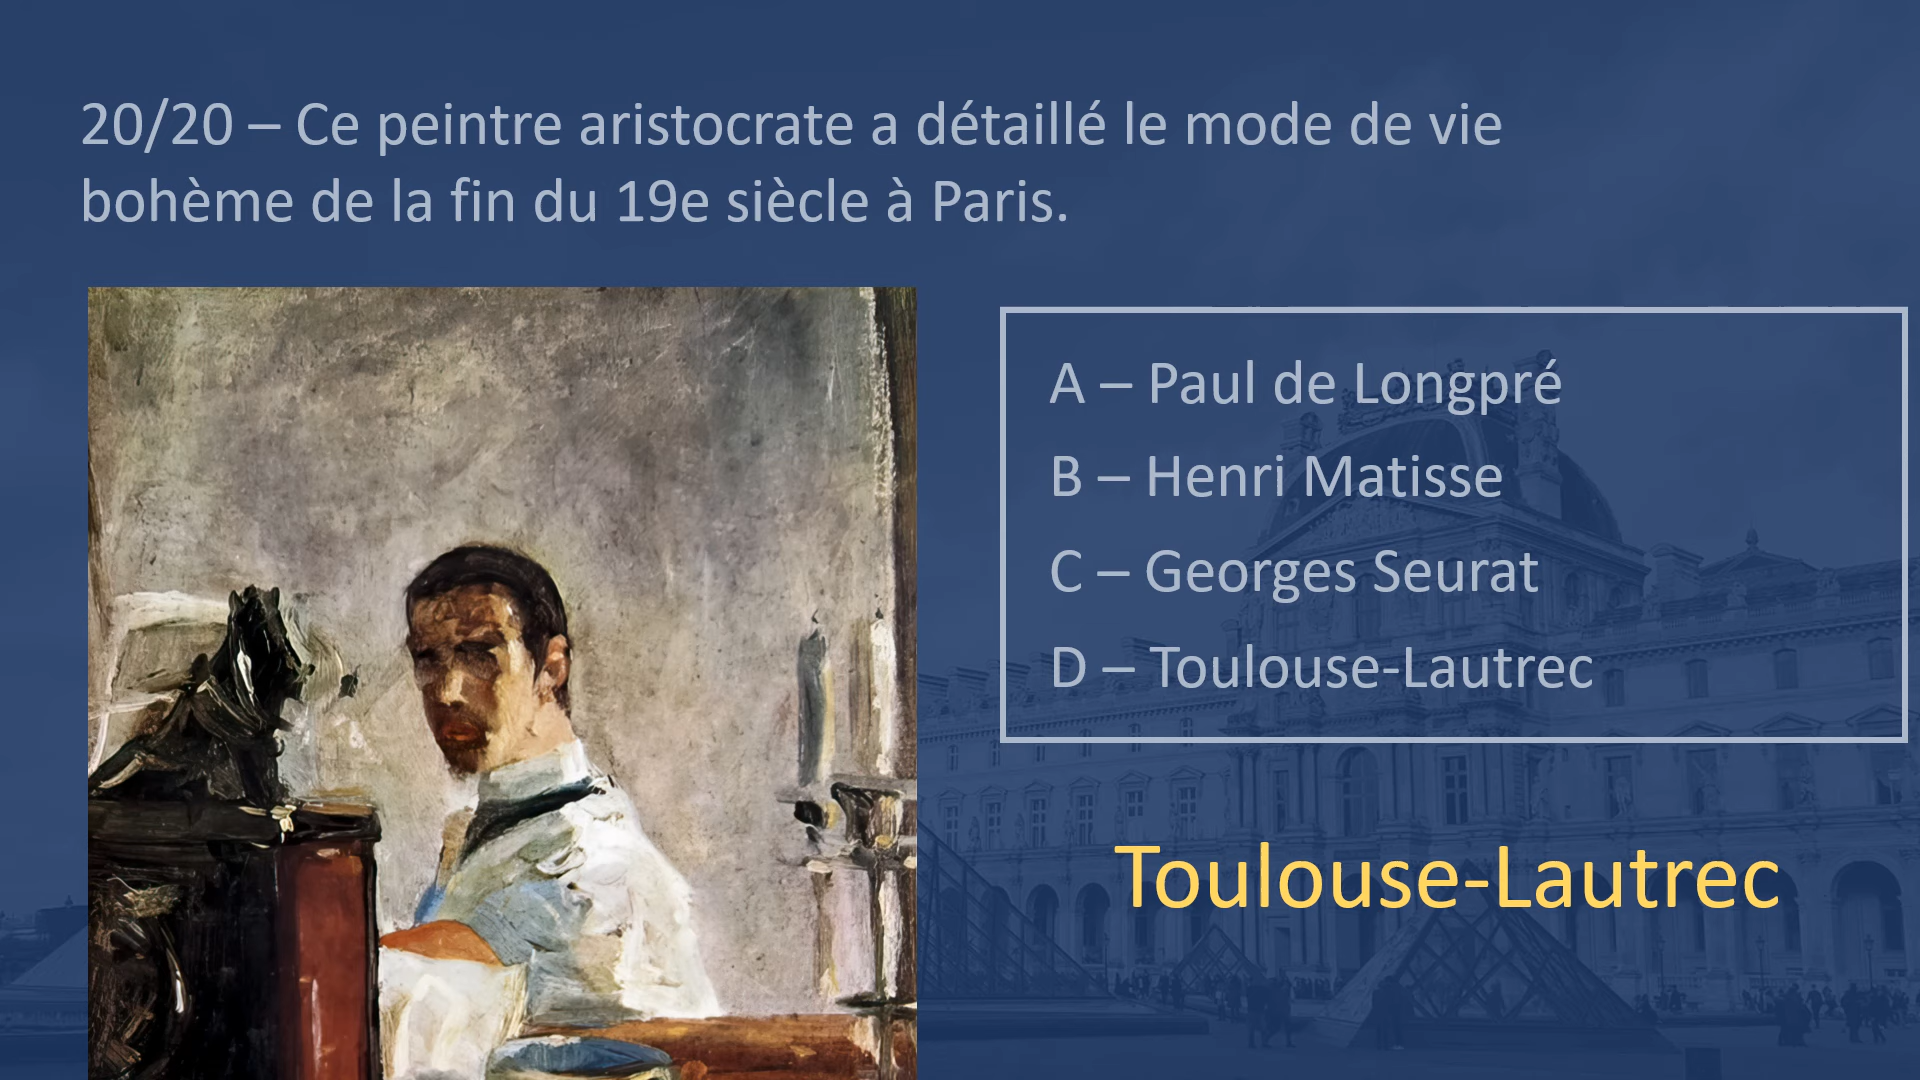 20/20 – Ce peintre aristocrate a détaillé le mode de vie
bohème de la fin du 19e siècle à Paris.
A – Paul de Longpré
B – Henri Matisse
C – Georges Seurat
D – Toulouse-Lautrec
Toulouse-Lautrec